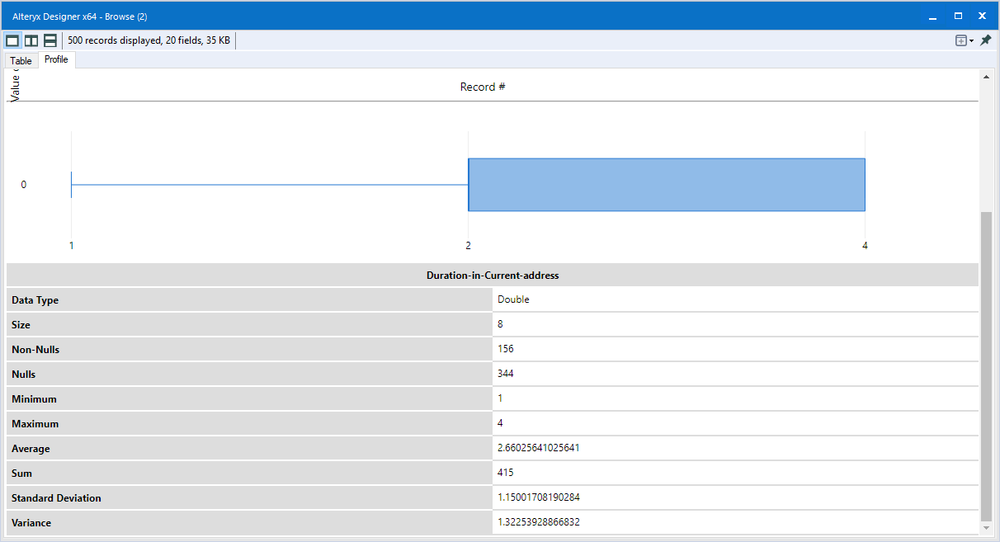 Alteryx Designer x64 - Browse (2)
500 records displayed, 20 fields, 35 KB
Table Profile
Value
Record #
0
1 2 4
Duration-in-Current-address
Data Type Double
Size 8
Non-Nulls 156
Nulls 344
Minimum 1
Maximum 4
Average 2.66025641025641
Sum 415
Standard Deviation 1.15001708190284
Variance 1.32253928866832